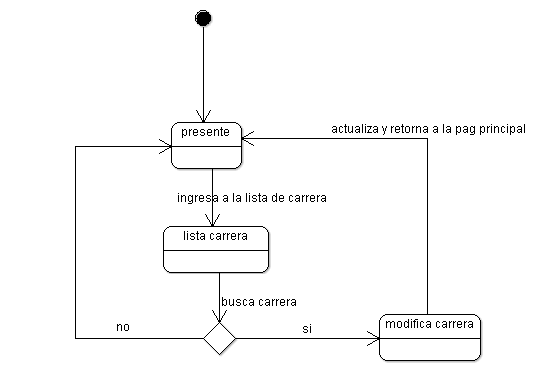 presente
actualiza y retorna a la pag principal
ingresa a la lista de carrera
lista carrera
busca carrera
no
si
modifica carrera